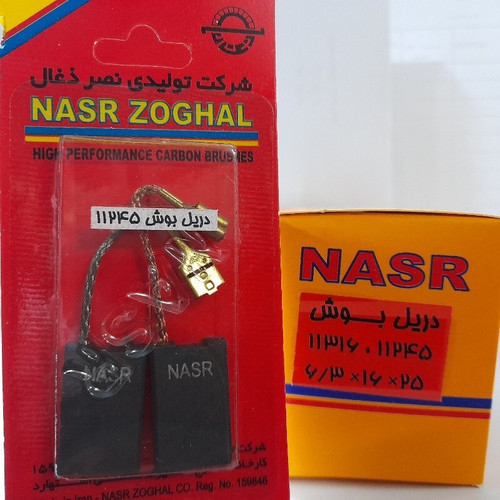 شرکت تولیدی نصر ذغال
NASR ZOGHAL
HIGH PERFORMANCE CARBON BRUSHES
دریل بوش ۱۱۲۴۵
NASR
NASR
شرکت
NASR ZOGHAL CO. Reg. No. 159846
NASR
دریل بوش
۱۱۳۱۶ ، ۱۱۲۴۵
۶/۳ × ۱۶ × ۲۵